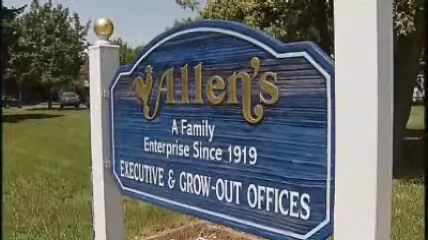 Allen's
A Family
Enterprise Since 1919
EXECUTIVE & GROW-OUT OFFICES